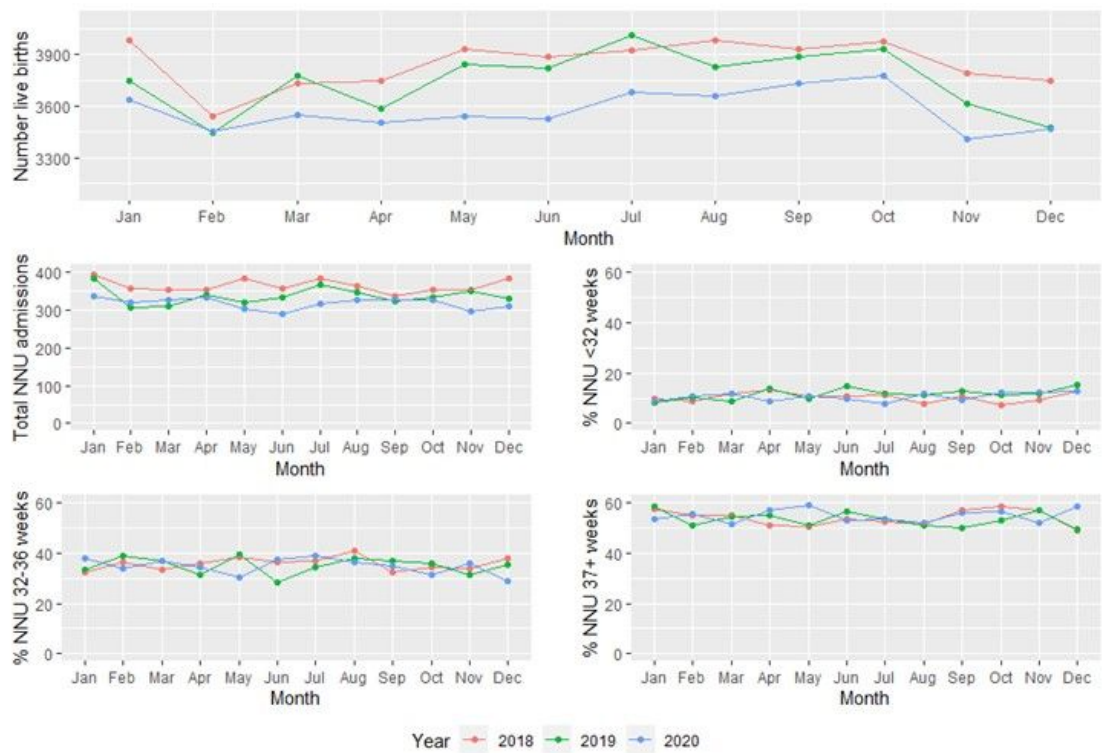 Number live births
3900
3600
3300
Jan Feb Mar Apr May Jun Jul Aug Sep Oct Nov Dec
Month
Total NNU admissions
400
300
200
100
0
Jan Feb Mar Apr May Jun Jul Aug Sep Oct Nov Dec
Month
% NNU <32 weeks
60
40
20
0
Jan Feb Mar Apr May Jun Jul Aug Sep Oct Nov Dec
Month
% NNU 32-36 weeks
60
40
20
0
Jan Feb Mar Apr May Jun Jul Aug Sep Oct Nov Dec
Month
% NNU 37+ weeks
60
40
20
0
Jan Feb Mar Apr May Jun Jul Aug Sep Oct Nov Dec
Month
Year 2018 2019 2020